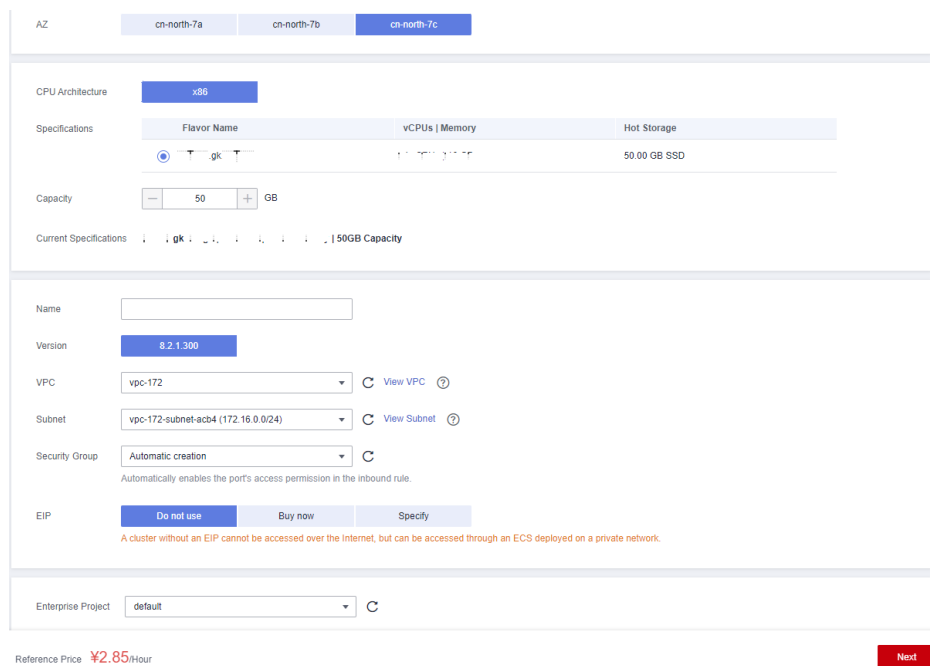 AZ cn-north-7a cn-north-7b cn-north-7c
CPU Architecture x86
Specifications Flavor Name vCPUs | Memory Hot Storage
.gk 50.00 GB SSD
Capacity — 50 + GB
Current Specifications gk | 50GB Capacity
Name
Version 8.2.1.300
VPC vpc-172 View VPC ?
Subnet vpc-172-subnet-acb4 (172.16.0.0/24) View Subnet ?
Security Group Automatic creation
Automatically enables the port's access permission in the inbound rule.
EIP Do not use Buy now Specify
A cluster without an EIP cannot be accessed over the Internet, but can be accessed through an ECS deployed on a private network.
Enterprise Project default
Reference Price ¥2.85/Hour Next